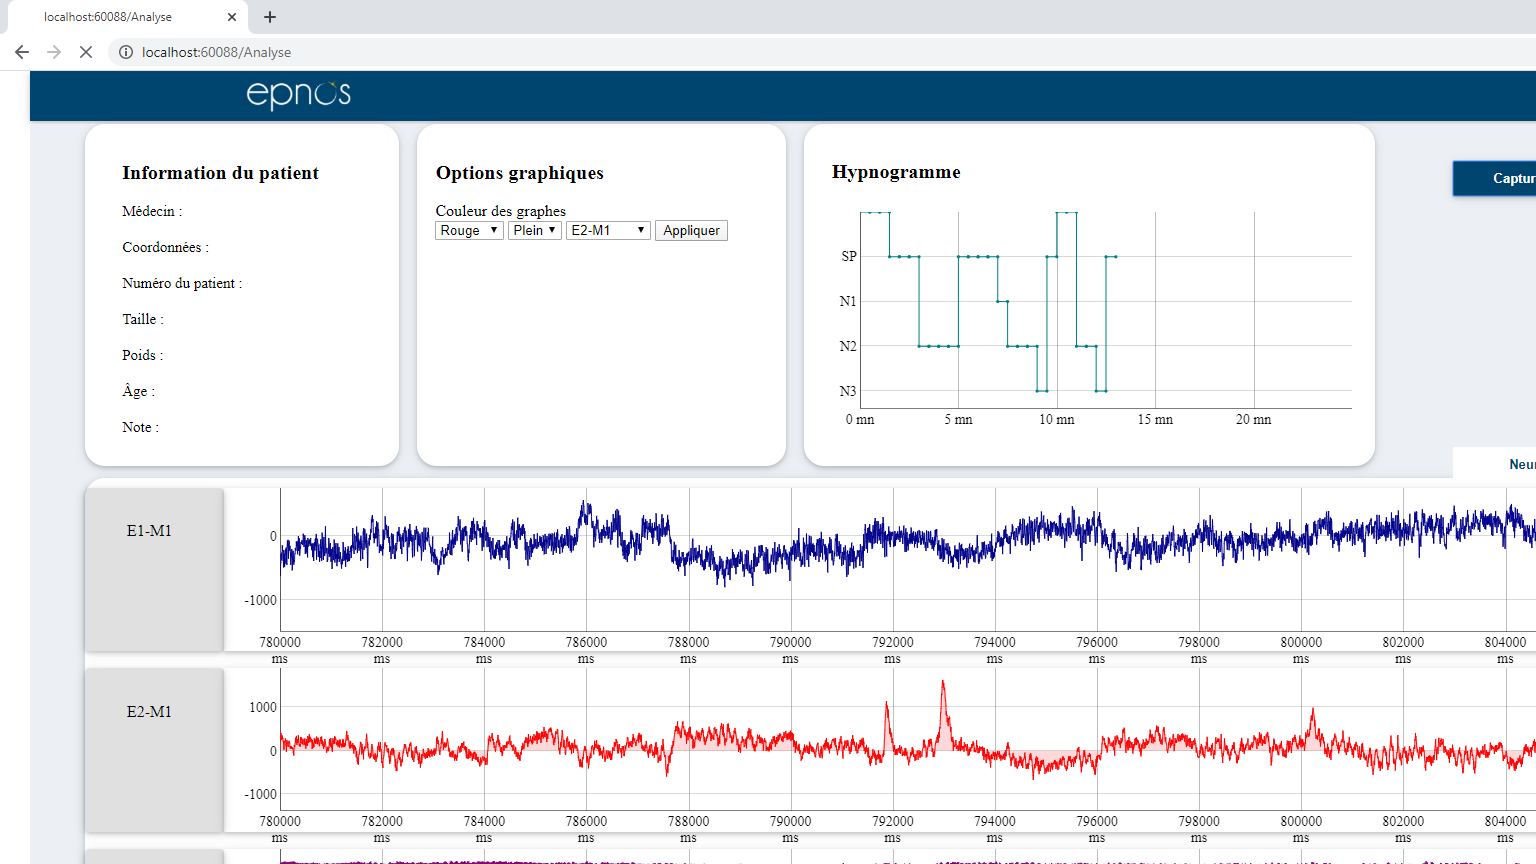 localhost:60088/Analyse
localhost:60088/Analyse
epnos
Information du patient
Médecin :
Coordonnées :
Numéro du patient :
Taille :
Poids :
Âge :
Note :
Options graphiques
Couleur des graphes
Rouge Plein E2-M1 Appliquer
Hypnogramme
SP
N1
N2
N3
0 mn 5 mn 10 mn 15 mn 20 mn
Captur
Neur
E1-M1
0
-1000
780000 ms 782000 ms 784000 ms 786000 ms 788000 ms 790000 ms 792000 ms 794000 ms 796000 ms 798000 ms 800000 ms 802000 ms 804000 ms
E2-M1
1000
0
-1000
780000 ms 782000 ms 784000 ms 786000 ms 788000 ms 790000 ms 792000 ms 794000 ms 796000 ms 798000 ms 800000 ms 802000 ms 804000 ms